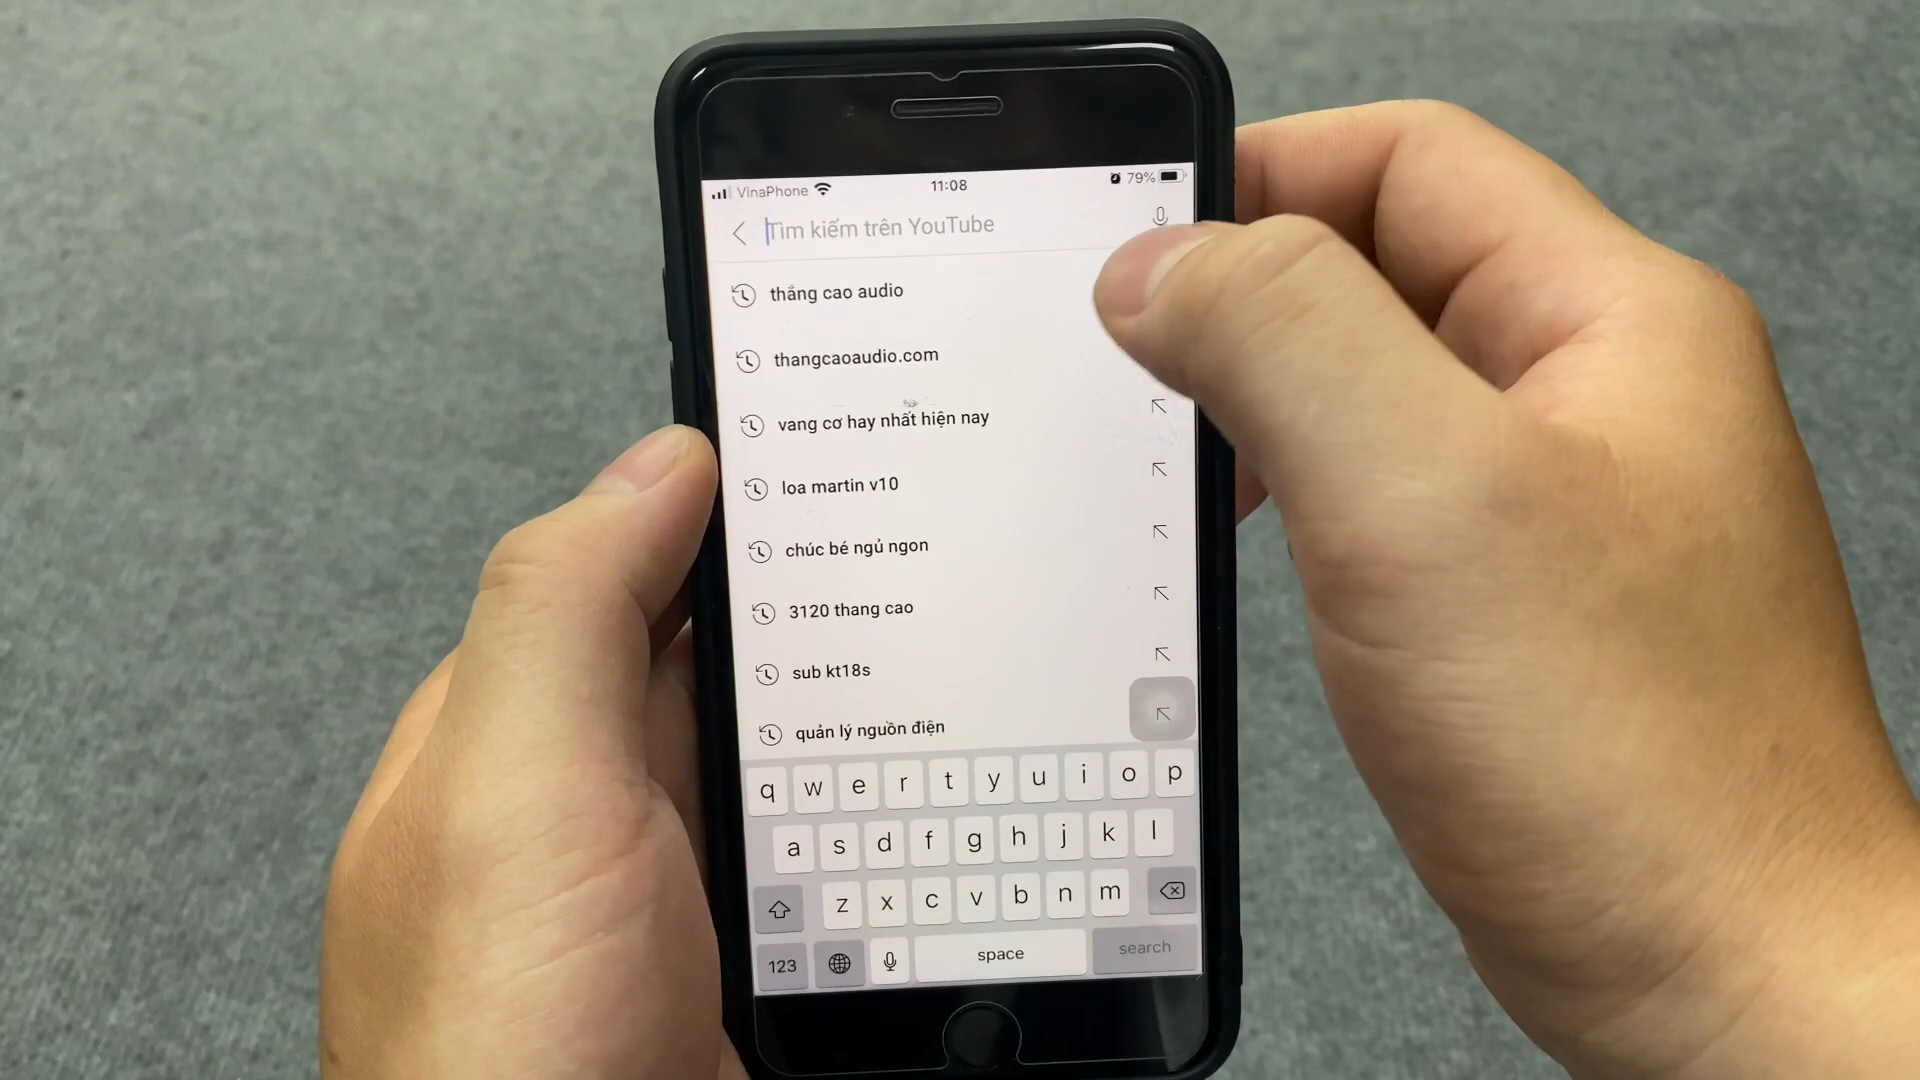 VinaPhone 11:08 79%
Tìm kiếm trên YouTube
thắng cao audio
thangcaoaudio.com
vang cơ hay nhất hiện nay
loa martin v10
chúc bé ngủ ngon
3120 thang cao
sub kt18s
quản lý nguồn điện
q w e r t y u i o p
a s d f g h j k l
z x c v b n m
123 space search